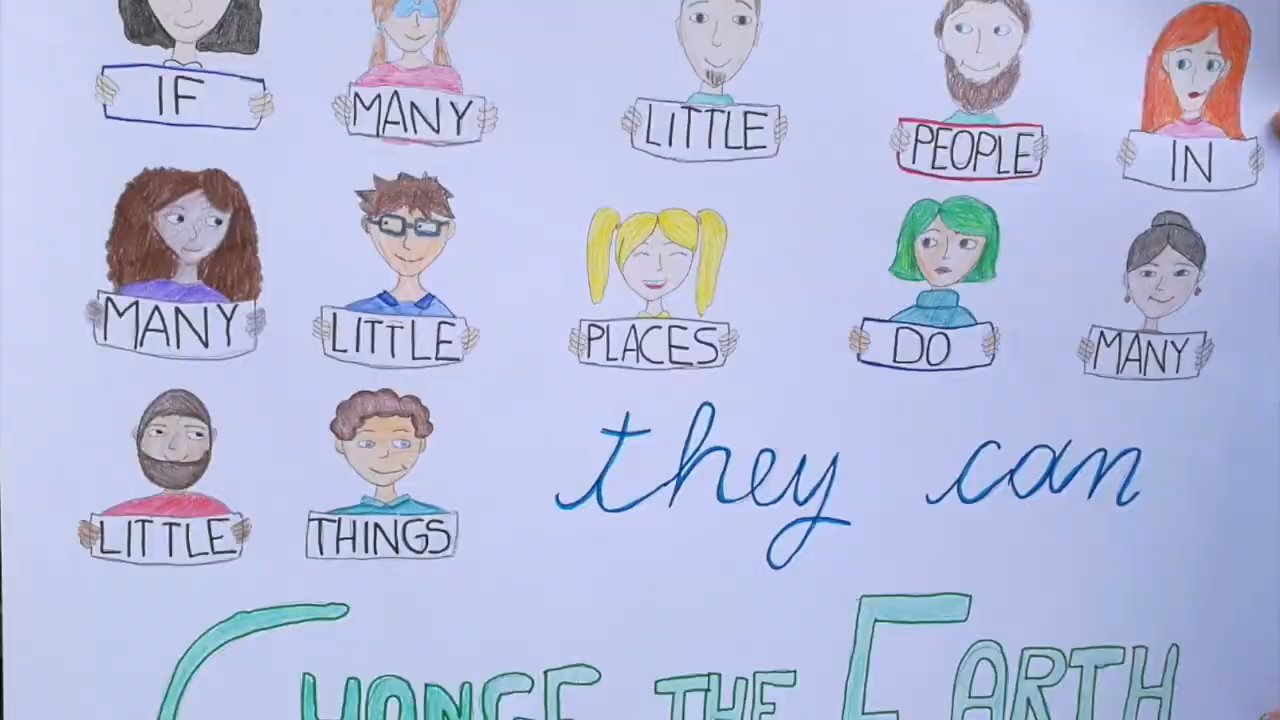 IF MANY LITTLE PEOPLE IN
MANY LITTLE PLACES DO MANY
LITTLE THINGS they can
CHANGE THE EARTH